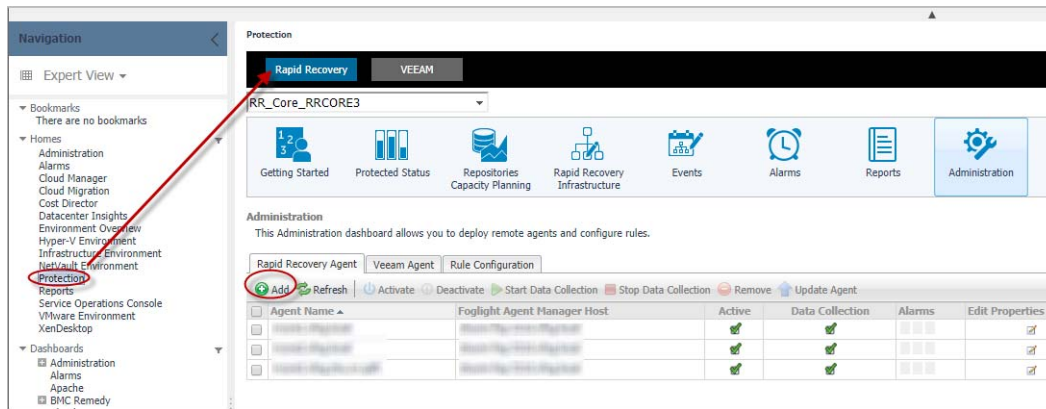 Navigation
Expert View
Bookmarks
There are no bookmarks
Homes
Administration
Alarms
Cloud Manager
Cloud Migration
Cost Director
Datacenter Insights
Environment Overview
Hyper-V Environment
Infrastructure Environment
NetVault Environment
Protection
Reports
Service Operations Console
VMware Environment
XenDesktop
Dashboards
Administration
Alarms
Apache
BMC Remedy
Protection
Rapid Recovery VEEAM
RR_Core_RRCORE3
1 2 3
Getting Started Protected Status Repositories Capacity Planning Rapid Recovery Infrastructure Events Alarms Reports Administration
Administration
This Administration dashboard allows you to deploy remote agents and configure rules.
Rapid Recovery Agent Veeam Agent Rule Configuration
Add Refresh Activate Deactivate Start Data Collection Stop Data Collection Remove Update Agent
Agent Name Foglight Agent Manager Host Active Data Collection Alarms Edit Properties